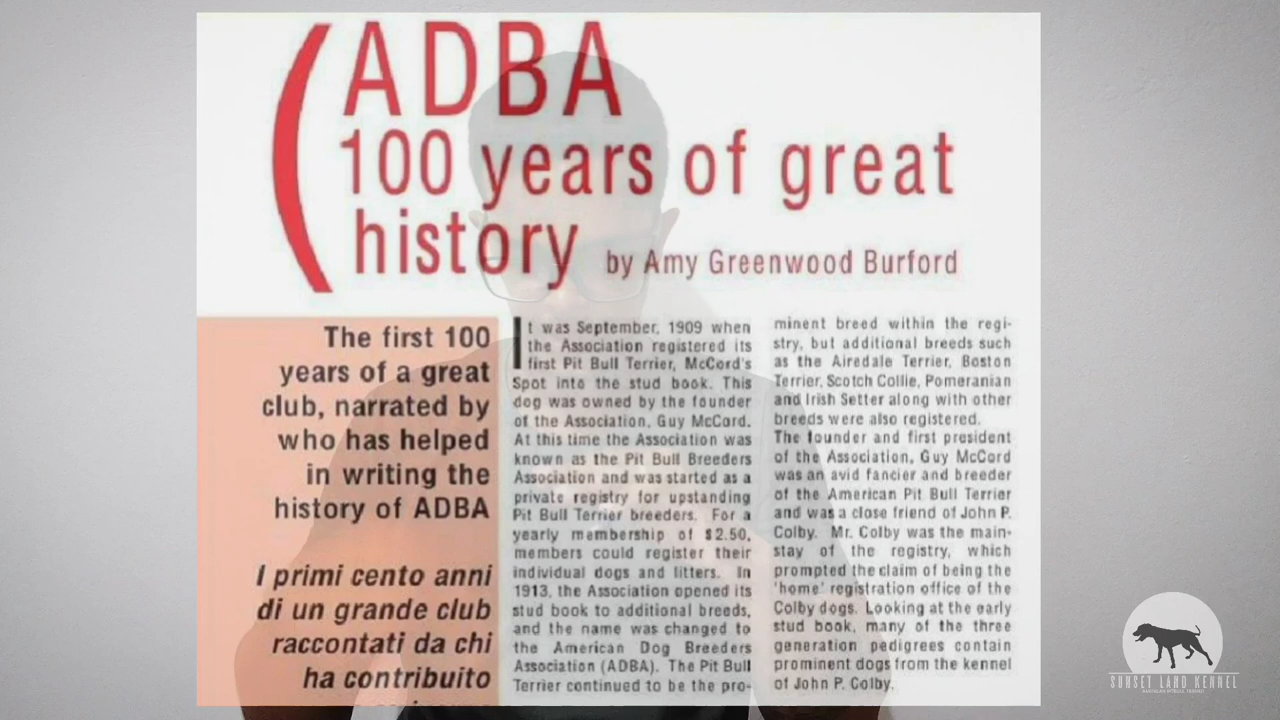 ADBA
100 years of great
history by Amy Greenwood Burford
The first 100
years of a great
club, narrated by
who has helped
in writing the
history of ADBA
I primi cento anni
di un grande club
raccontati da chi
ha contribuito
It was September, 1909 when
the Association registered its
first Pit Bull Terrier, McCord's
Spot into the stud book. This
dog was owned by the founder
of the Association, Guy McCord.
At this time the Association was
known as the Pit Bull Breeders
Association and was started as a
private registry for upstanding
Pit Bull Terrier breeders. For a
yearly membership of $2.50,
members could register their
individual dogs and litters. In
1913, the Association opened its
stud book to additional breeds,
and the name was changed to
the American Dog Breeders
Association (ADBA). The Pit Bull
Terrier continued to be the pro-
minent breed within the regi-
stry, but additional breeds such
as the Airedale Terrier, Boston
Terrier, Scotch Collie, Pomeranian
and Irish Setter along with other
breeds were also registered.
The founder and first president
of the Association, Guy McCord
was an avid fancier and breeder
of the American Pit Bull Terrier
and was a close friend of John P.
Colby. Mr. Colby was the main-
stay of the registry, which
prompted the claim of being the
'home' registration office of the
Colby dogs. Looking at the early
stud book, many of the three
generation pedigrees contain
prominent dogs from the kennel
of John P. Colby.
SUNSET LAND KENNEL